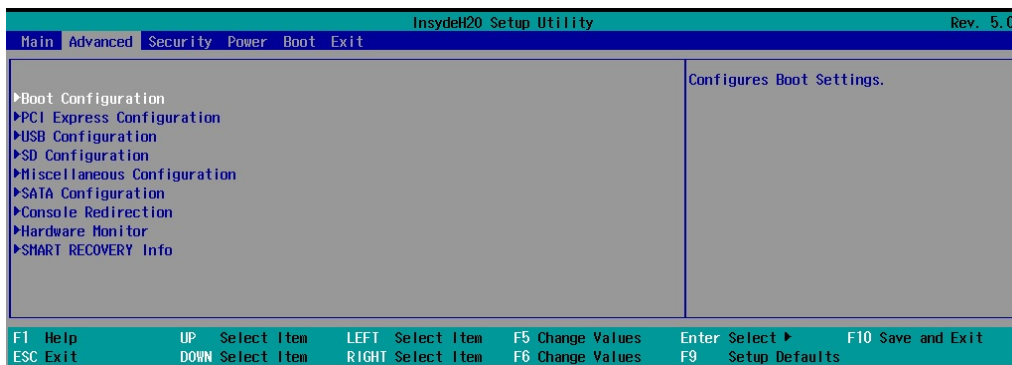 InsydeH20 Setup Utility Rev. 5.0
Main Advanced Security Power Boot Exit
▶Boot Configuration
▶PCI Express Configuration
▶USB Configuration
▶SD Configuration
▶Miscellaneous Configuration
▶SATA Configuration
▶Console Redirection
▶Hardware Monitor
▶SMART RECOVERY Info
Configures Boot Settings.
F1 Help UP Select Item LEFT Select Item F5 Change Values Enter Select ▶ F10 Save and Exit
ESC Exit DOWN Select Item RIGHT Select Item F6 Change Values F9 Setup Defaults